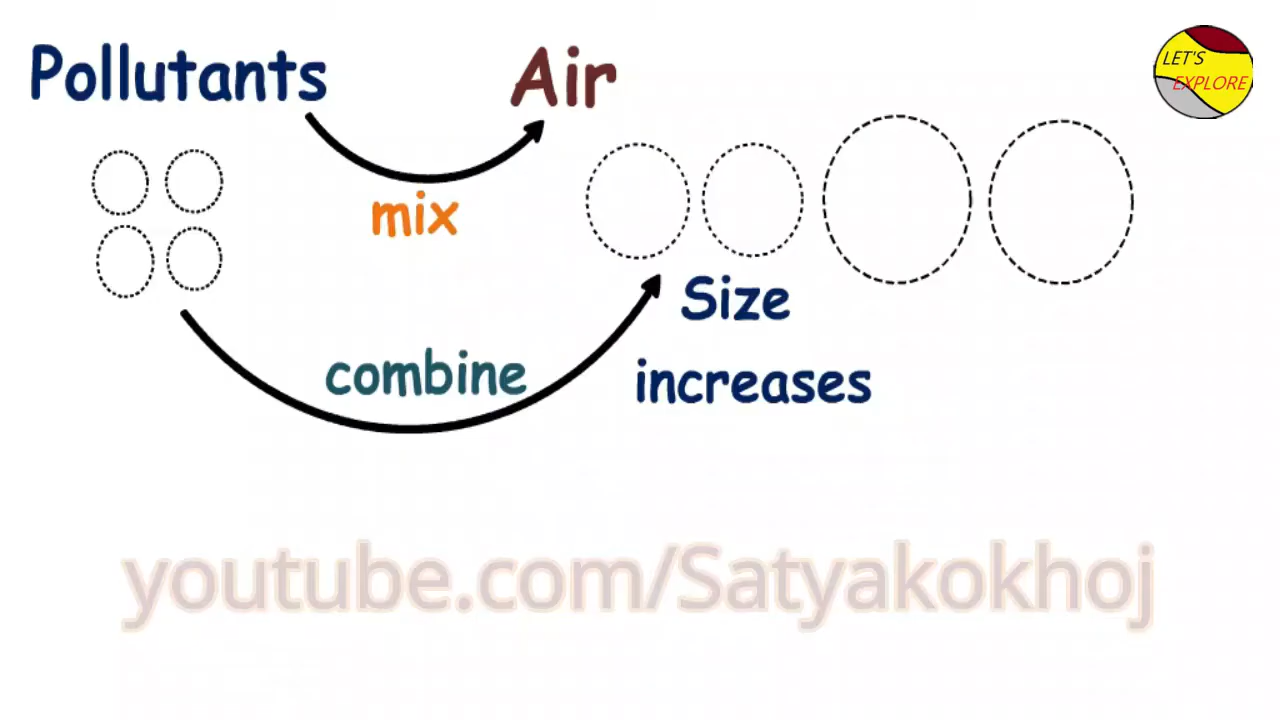 Pollutants
Air
LET'S
EXPLORE
mix
Size
increases
combine
youtube.com/Satyakokhoj